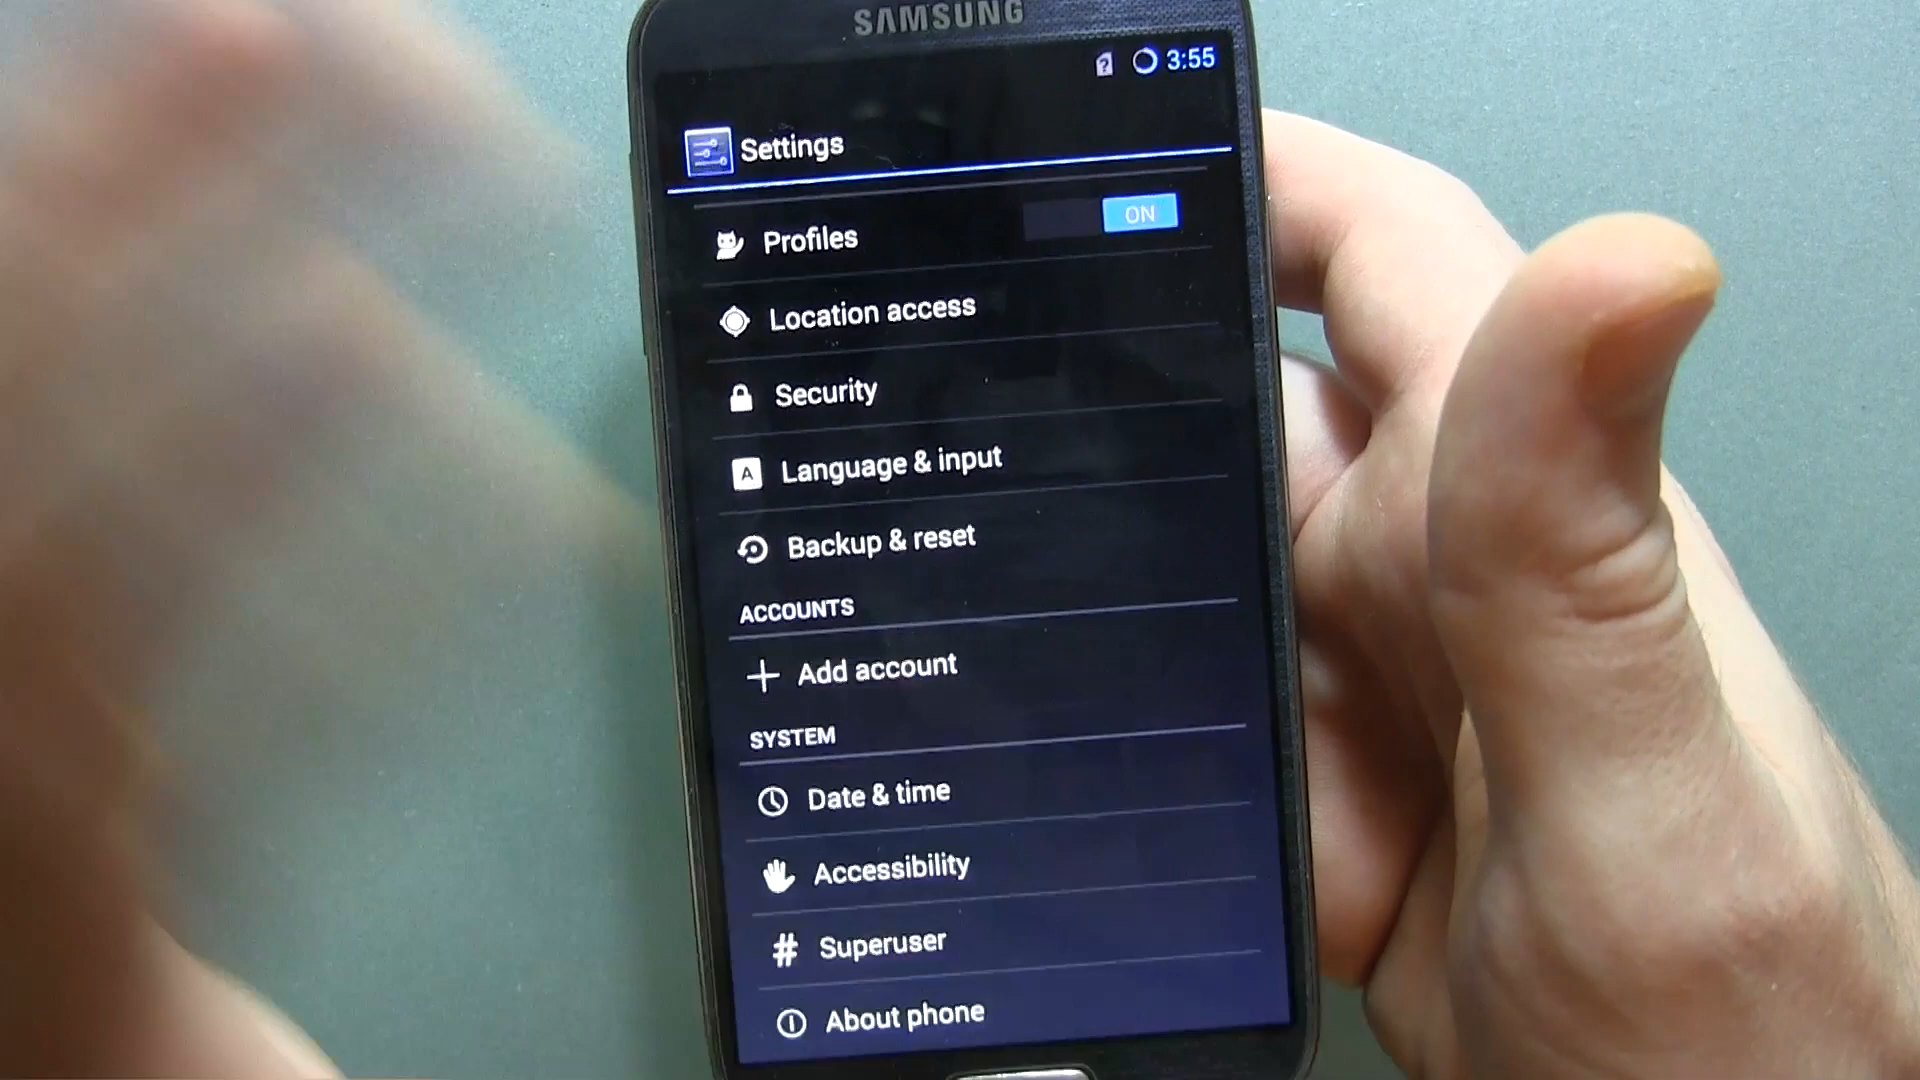 SAMSUNG
? 3:55
Settings
Profiles ON
Location access
Security
A Language & input
Backup & reset
ACCOUNTS
Add account
SYSTEM
Date & time
Accessibility
# Superuser
About phone